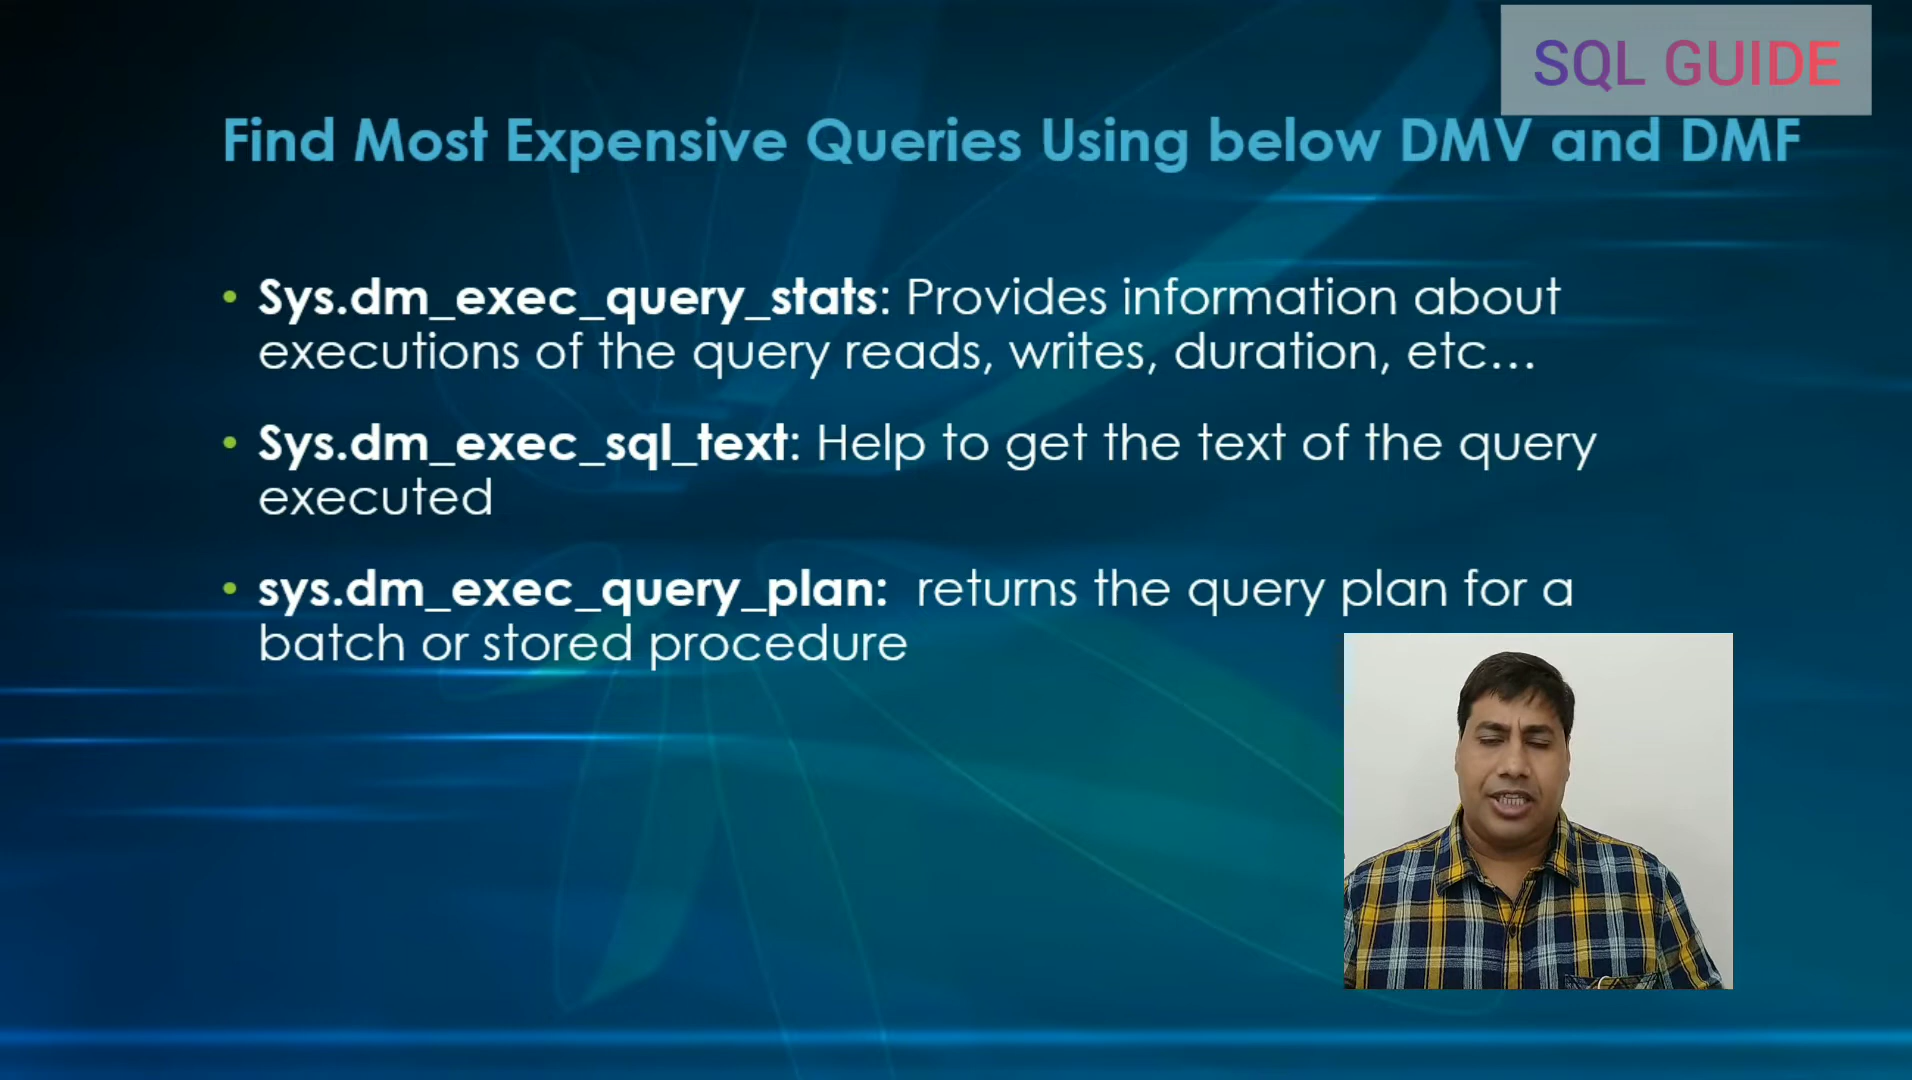 SQL GUIDE
Find Most Expensive Queries Using below DMV and DMF
• Sys.dm_exec_query_stats: Provides information about
executions of the query reads, writes, duration, etc...
• Sys.dm_exec_sql_text: Help to get the text of the query
executed
• sys.dm_exec_query_plan: returns the query plan for a
batch or stored procedure